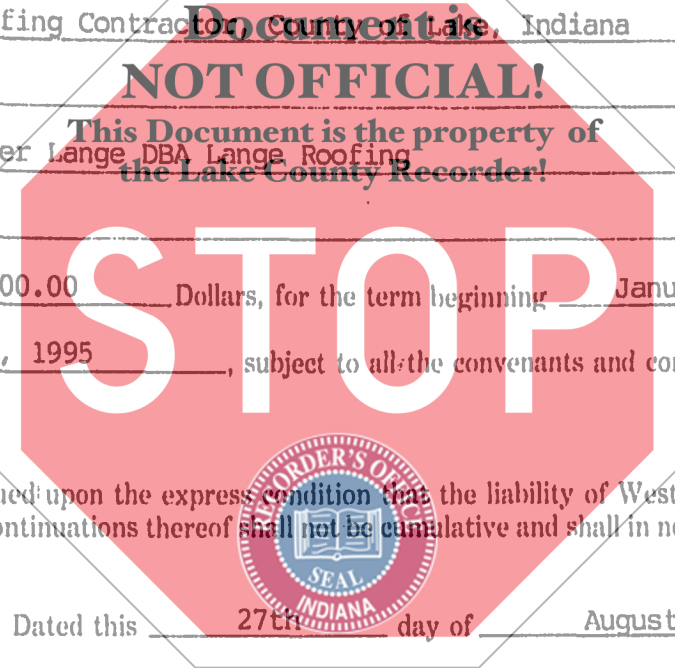 fing Contractor, County of Lake, Indiana
Document is
NOT OFFICIAL!
This Document is the property of
er Lange DBA Lange Roofing
the Lake County Recorder!
STOP
00.00 Dollars, for the term beginning Janu
, 1995 , subject to all the convenants and co
ued upon the express condition that the liability of West
ontinuations thereof shall not be cumulative and shall in no
RECORDER'S OFFICE
SEAL
INDIANA
Dated this 27th day of August